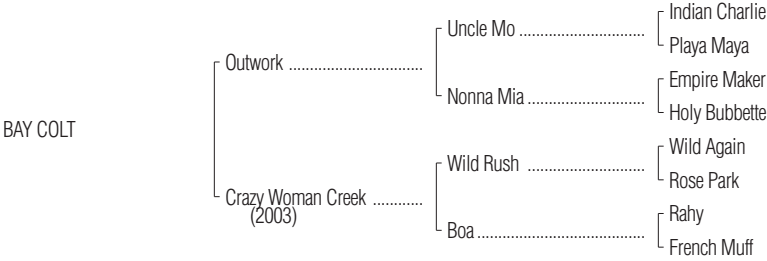 Indian Charlie
Uncle Mo ................................
Playa Maya
Outwork ................................
Empire Maker
Nonna Mia ..............................
Holy Bubbette
BAY COLT
Wild Again
Wild Rush ..............................
Rose Park
Crazy Woman Creek ............
(2003)
Rahy
Boa ...........................................
French Muff